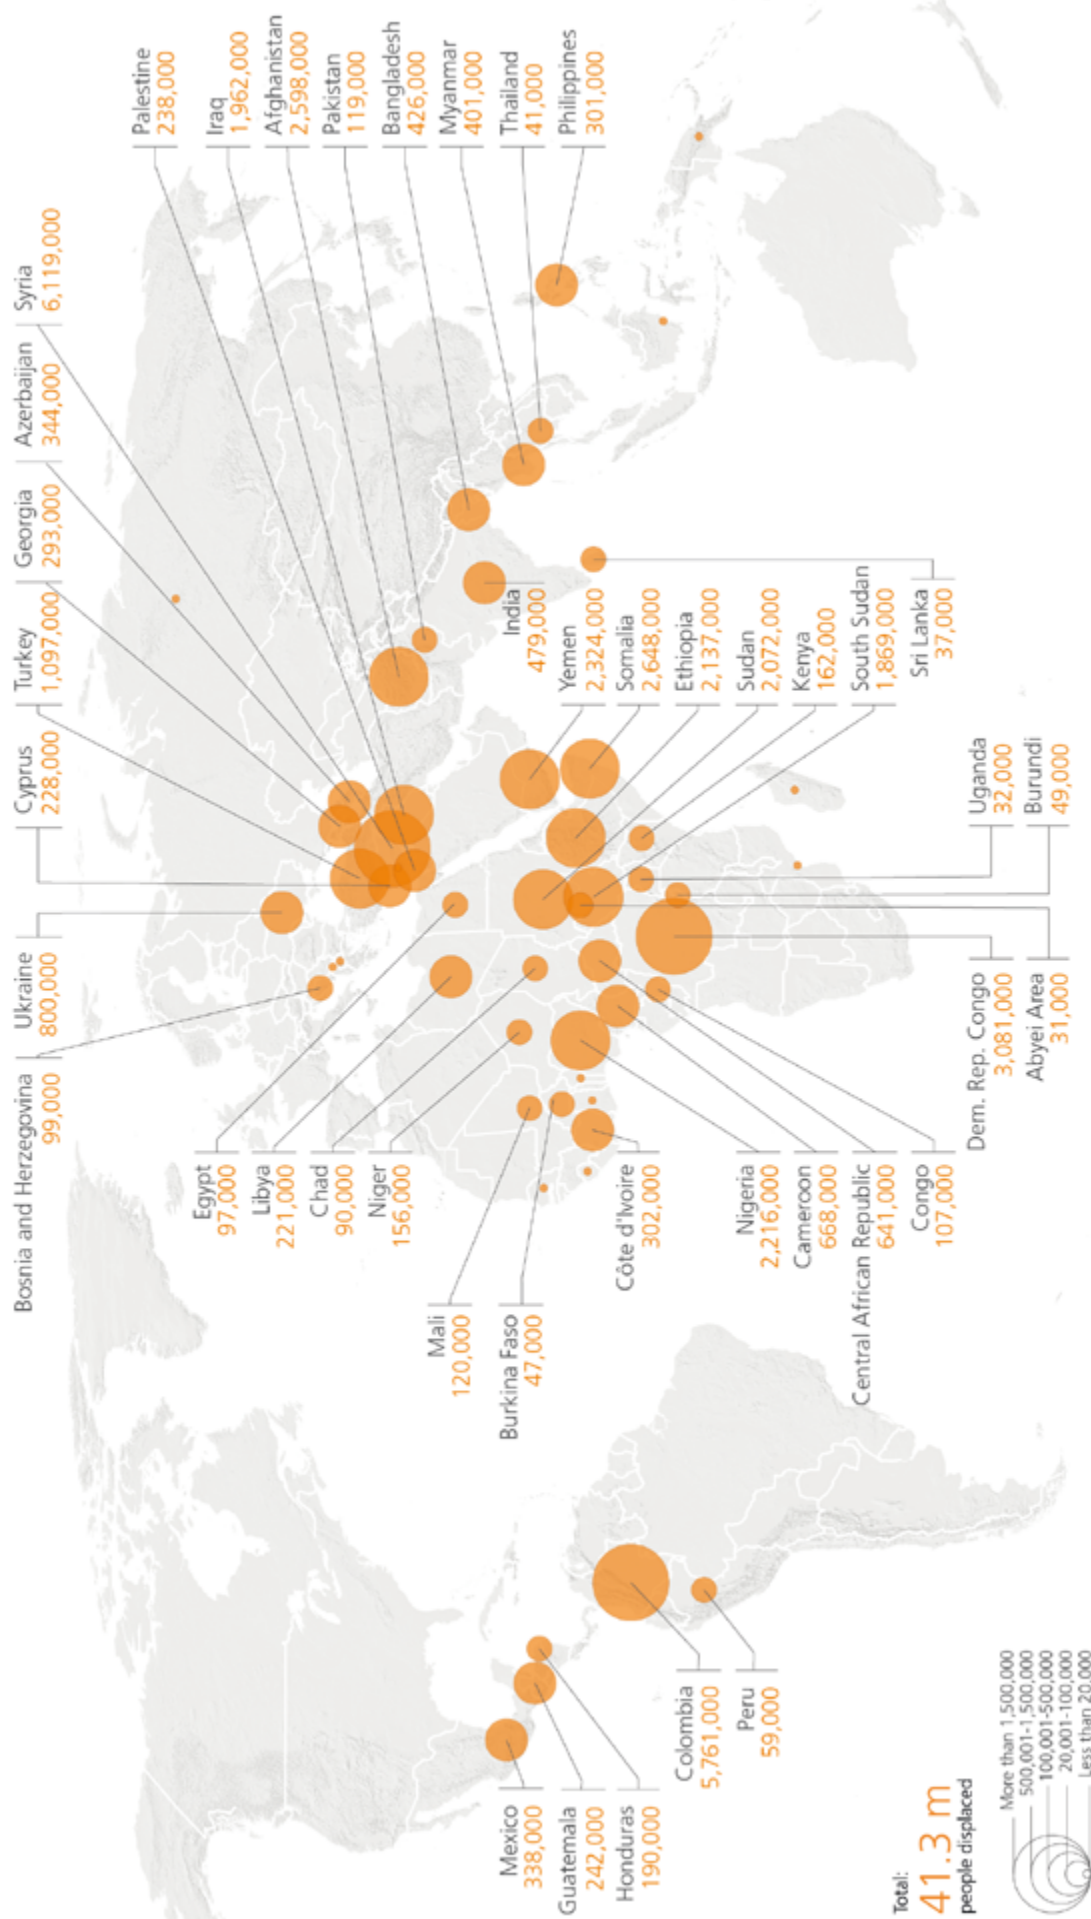 Bosnia and Herzegovina
99,000
Ukraine
800,000
Cyprus
228,000
Turkey
1,097,000
Georgia
293,000
Azerbaijan
344,000
Syria
6,119,000
Palestine
238,000
Iraq
1,962,000
Afghanistan
2,598,000
Pakistan
119,000
Bangladesh
426,000
Myanmar
401,000
Thailand
41,000
Philippines
301,000
Egypt
97,000
Libya
221,000
Chad
90,000
Niger
156,000
Mali
120,000
Burkina Faso
47,000
Côte d'Ivoire
302,000
Nigeria
2,216,000
Cameroon
668,000
Central African Republic
641,000
Congo
107,000
Dem. Rep. Congo
3,081,000
Abyei Area
31,000
Uganda
32,000
Burundi
49,000
India
479,000
Yemen
2,324,000
Somalia
2,648,000
Ethiopia
2,137,000
Sudan
2,072,000
Kenya
162,000
South Sudan
1,869,000
Sri Lanka
37,000
Mexico
338,000
Guatemala
242,000
Honduras
190,000
Colombia
5,761,000
Peru
59,000
Total:
41.3 m
people displaced
More than 1,500,000
500,001-1,500,000
100,001-500,000
20,001-100,000
Less than 20,000